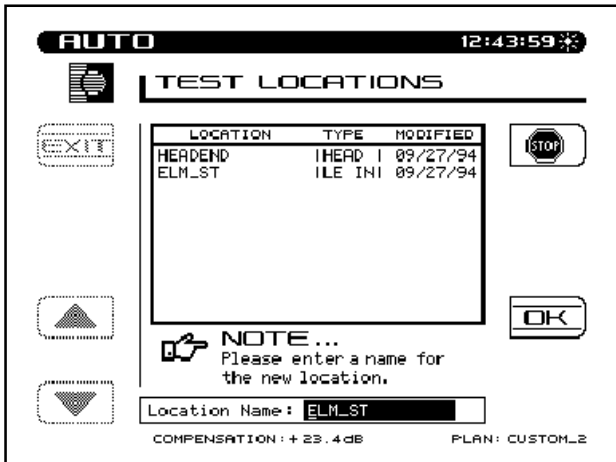 AUTO 12:43:59
TEST LOCATIONS
EXIT
LOCATION TYPE MODIFIED
STOP
HEADEND |HEAD | 09/27/94
ELM_ST |LE IN| 09/27/94
OK
NOTE...
Please enter a name for
the new location.
Location Name: ELM_ST
COMPENSATION:+23.4dB PLAN: CUSTOM_2